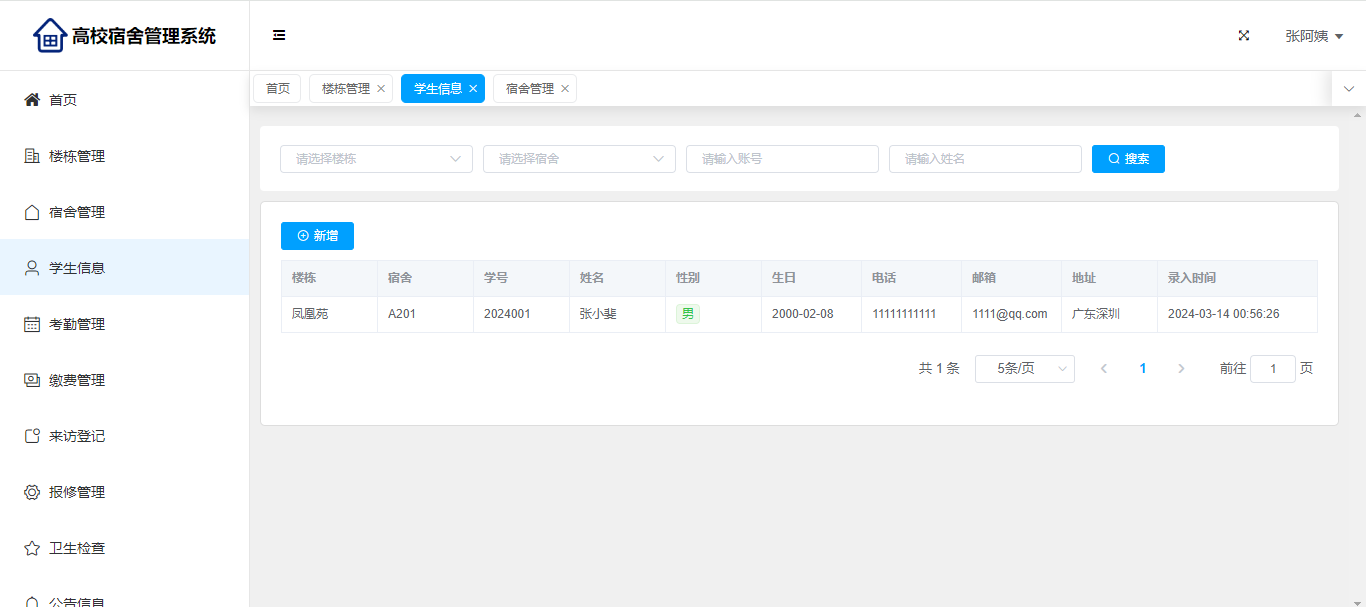 高校宿舍管理系统
张阿姨
首页
楼栋管理
宿舍管理
学生信息
考勤管理
缴费管理
来访登记
报修管理
卫生检查
公告信息
首页 楼栋管理 学生信息 宿舍管理
请选择楼栋 请选择宿舍 请输入账号 请输入姓名 搜索
新增
楼栋 宿舍 学号 姓名 性别 生日 电话 邮箱 地址 录入时间
凤凰苑 A201 2024001 张小斐 男 2000-02-08 11111111111 1111@qq.com 广东深圳 2024-03-14 00:56:26
共 1 条 5条/页 1 前往 1 页